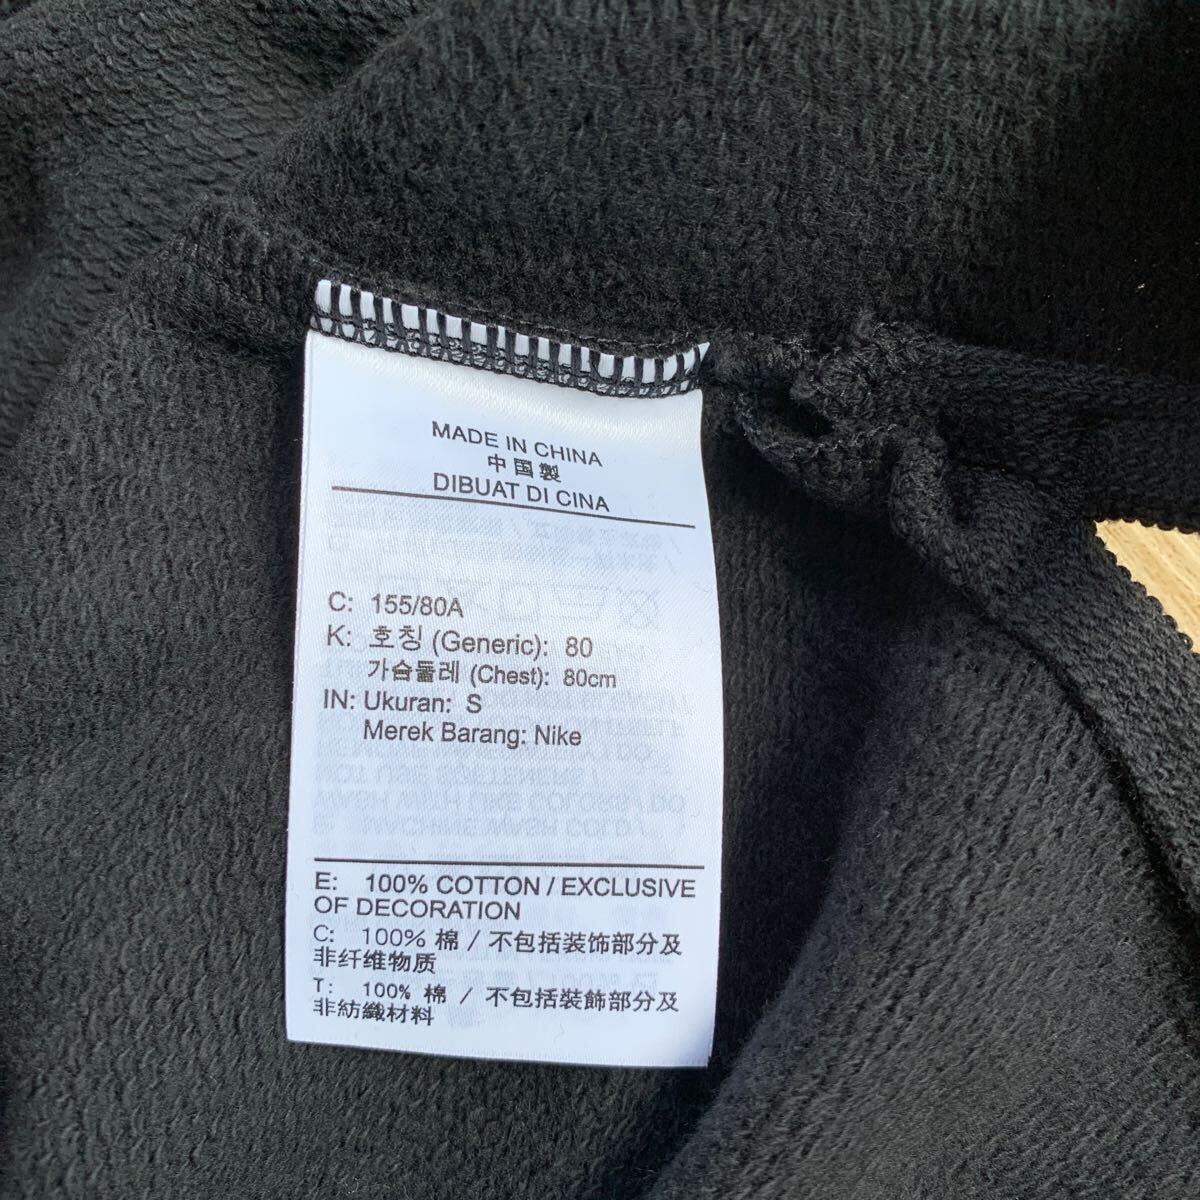 MADE IN CHINA
中国製
DIBUAT DI CINA
C: 155/80A
K: 호칭 (Generic): 80
가슴둘레 (Chest): 80cm
IN: Ukuran: S
Merek Barang: Nike
E: 100% COTTON / EXCLUSIVE
OF DECORATION
C: 100% 棉 / 不包括装饰部分及
非纤维物质
T: 100% 棉 / 不包括裝飾部分及
非紡織材料